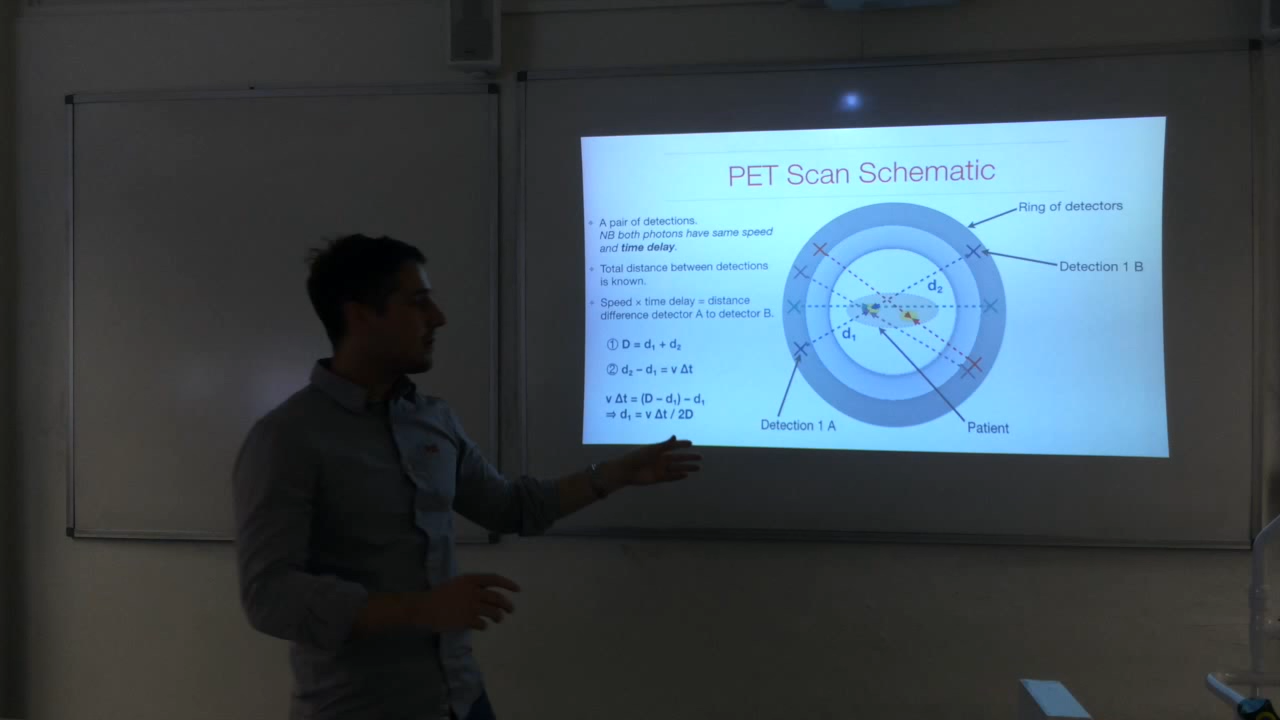 PET Scan Schematic
A pair of detections.
NB both photons have same speed
and time delay.
Total distance between detections
is known.
Speed × time delay = distance
difference detector A to detector B.
① D = d₁ + d₂
② d₂ – d₁ = v Δt
v Δt = (D – d₁) – d₁
⇒ d₁ = v Δt / 2D
Ring of detectors
Detection 1 B
d₂
d₁
Detection 1 A
Patient